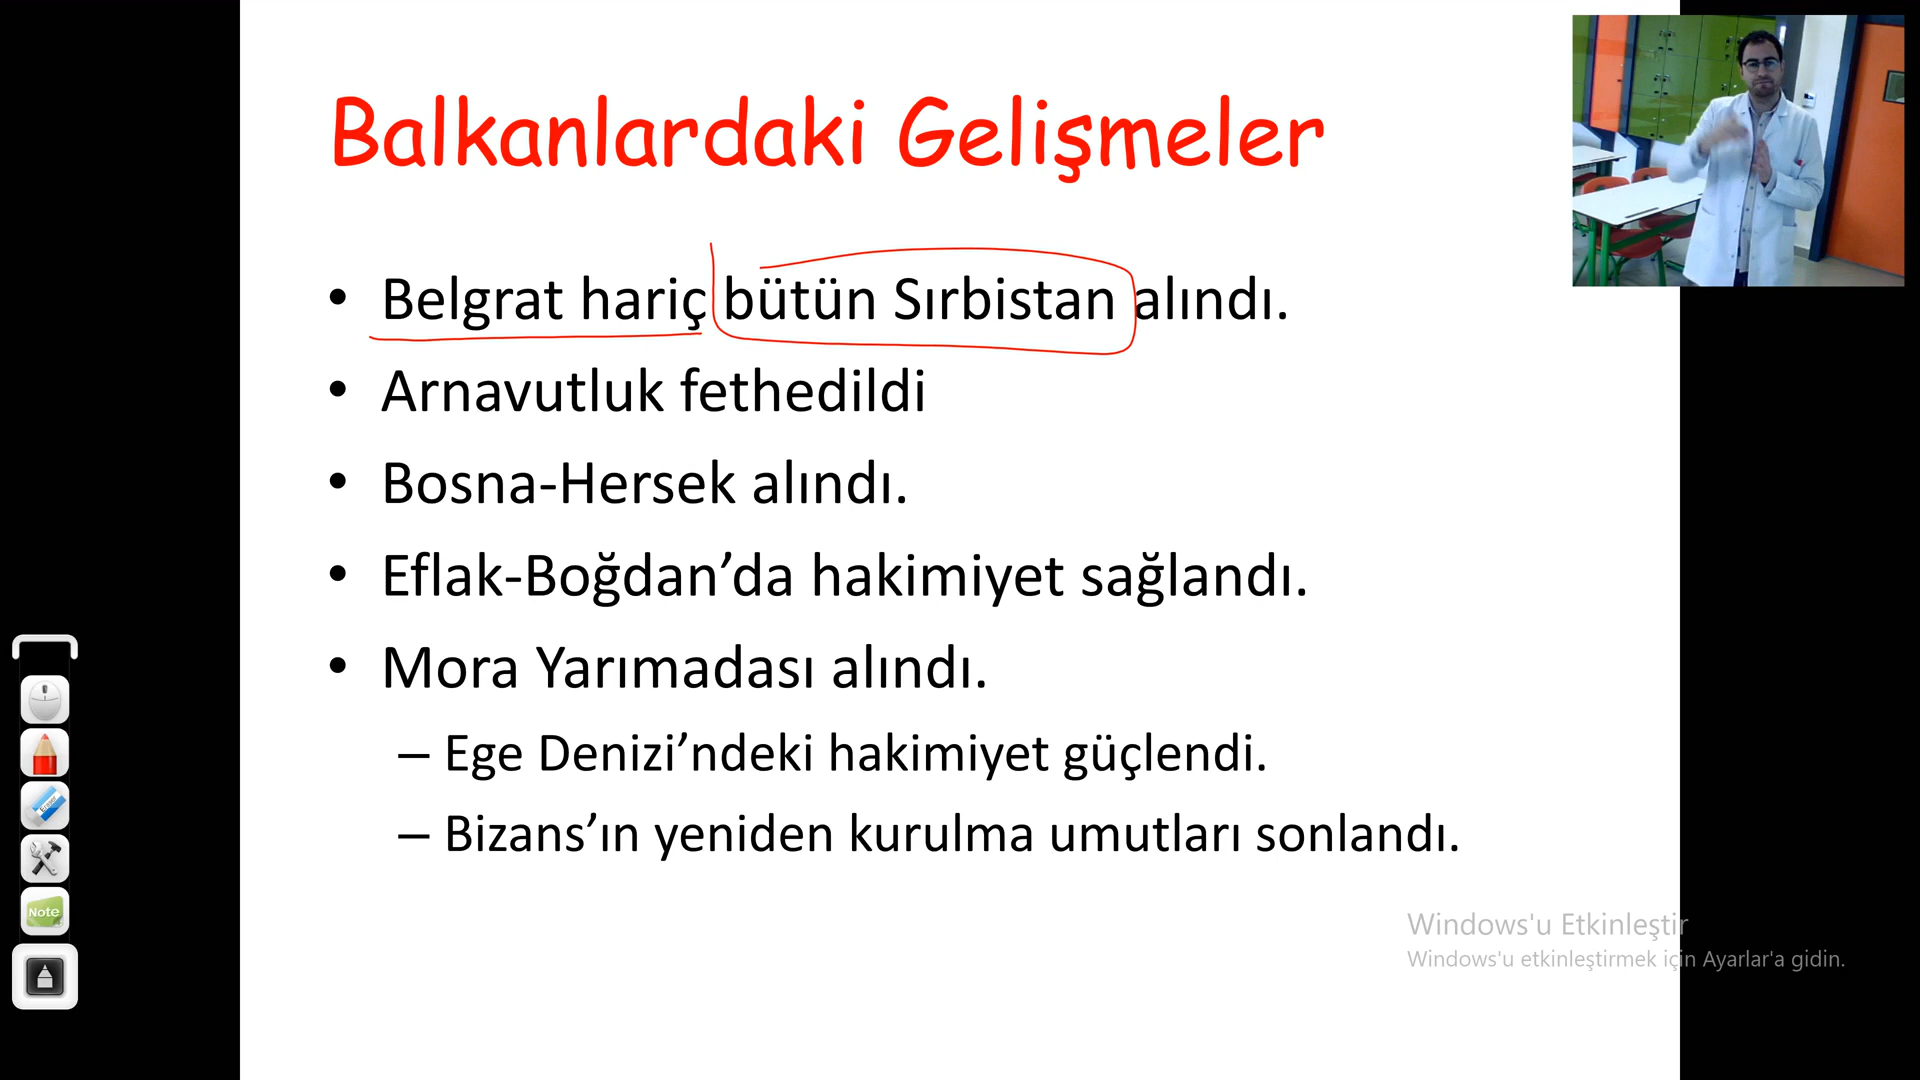 Balkanlardaki Gelişmeler
• Belgrat hariç bütün Sırbistan alındı.
• Arnavutluk fethedildi
• Bosna-Hersek alındı.
• Eflak-Boğdan’da hakimiyet sağlandı.
• Mora Yarımadası alındı.
– Ege Denizi’ndeki hakimiyet güçlendi.
– Bizans’ın yeniden kurulma umutları sonlandı.
Note
Windows'u Etkinleştir
Windows'u etkinleştirmek için Ayarlar'a gidin.